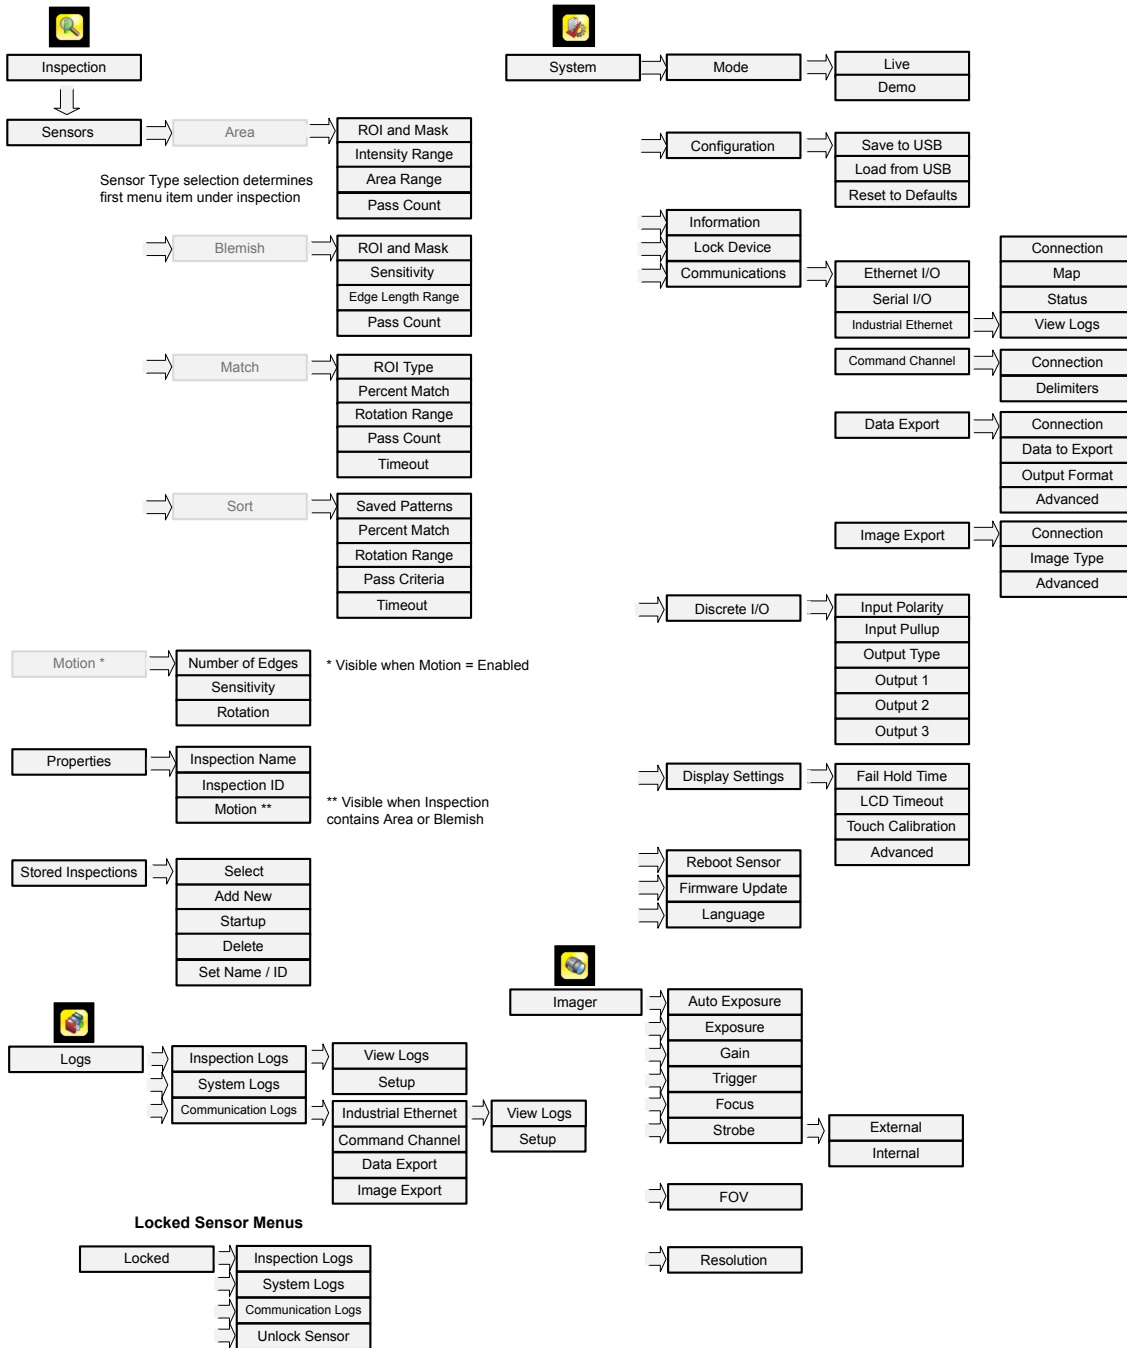 Inspection
Sensors
Area
ROI and Mask
Intensity Range
Area Range
Pass Count
Sensor Type selection determines
first menu item under inspection
Blemish
ROI and Mask
Sensitivity
Edge Length Range
Pass Count
Match
ROI Type
Percent Match
Rotation Range
Pass Count
Timeout
Sort
Saved Patterns
Percent Match
Rotation Range
Pass Criteria
Timeout
Motion *
Number of Edges
Sensitivity
Rotation
* Visible when Motion = Enabled
Properties
Inspection Name
Inspection ID
Motion **
** Visible when Inspection
contains Area or Blemish
Stored Inspections
Select
Add New
Startup
Delete
Set Name / ID
Logs
Inspection Logs
View Logs
Setup
System Logs
Communication Logs
Industrial Ethernet
Command Channel
Data Export
Image Export
View Logs
Setup
Locked Sensor Menus
Locked
Inspection Logs
System Logs
Communication Logs
Unlock Sensor
System
Mode
Live
Demo
Configuration
Save to USB
Load from USB
Reset to Defaults
Information
Lock Device
Communications
Ethernet I/O
Serial I/O
Industrial Ethernet
Connection
Map
Status
View Logs
Command Channel
Connection
Delimiters
Data Export
Connection
Data to Export
Output Format
Advanced
Image Export
Connection
Image Type
Advanced
Discrete I/O
Input Polarity
Input Pullup
Output Type
Output 1
Output 2
Output 3
Display Settings
Fail Hold Time
LCD Timeout
Touch Calibration
Advanced
Reboot Sensor
Firmware Update
Language
Imager
Auto Exposure
Exposure
Gain
Trigger
Focus
Strobe
External
Internal
FOV
Resolution